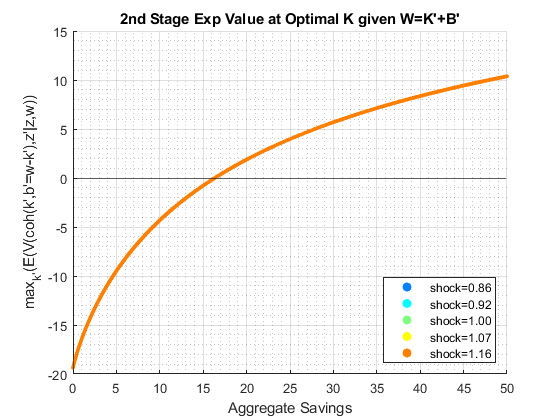 2nd Stage Exp Value at Optimal K given W=K'+B'
max_{k'}(E(V(coh(k',b'=w-k'),z'|z,w))
15
10
5
0
-5
-10
-15
-20
0 5 10 15 20 25 30 35 40 45 50
Aggregate Savings
shock=0.86
shock=0.92
shock=1.00
shock=1.07
shock=1.16